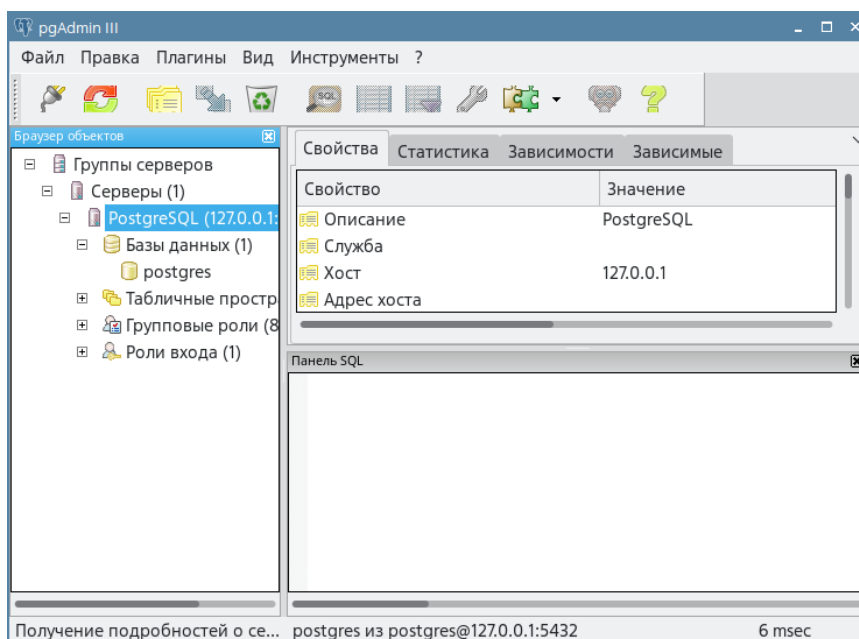 pgAdmin III
Файл Правка Плагины Вид Инструменты ?
SQL
Браузер объектов
Группы серверов
Серверы (1)
PostgreSQL (127.0.0.1:
Базы данных (1)
postgres
Табличные простр
Групповые роли (8
Роли входа (1)
Свойства Статистика Зависимости Зависимые
Свойство Значение
Описание PostgreSQL
Служба
Хост 127.0.0.1
Адрес хоста
Панель SQL
Получение подробностей о се... postgres из postgres@127.0.0.1:5432 6 msec